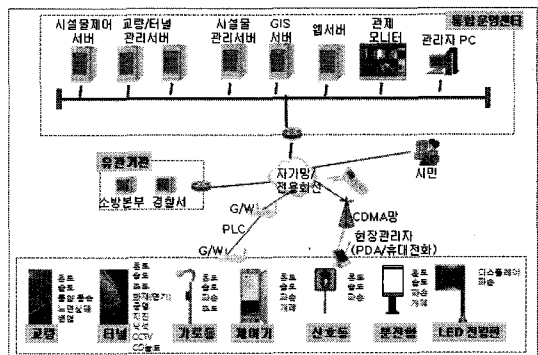 통합운영센터
시설물제어 서버
교량/터널 관리서버
시설물 관리서버
GIS 서버
웹서버
관제 모니터
관리자 PC
유관기관
소방본부 경찰서
자가망/
전용회선
시민
G/W
PLC
G/W
CDMA망
현장관리자
(PDA/휴대전화)
교량
온도
습도
터널
온도
습도
지진
CCTV
CO농도
가로등
온도
습도
파손
제어기
온도
습도
파손
개폐
신호등
온도
습도
파손
분전함
온도
습도
파손
개폐
LED 전광판
디스플레이
파손